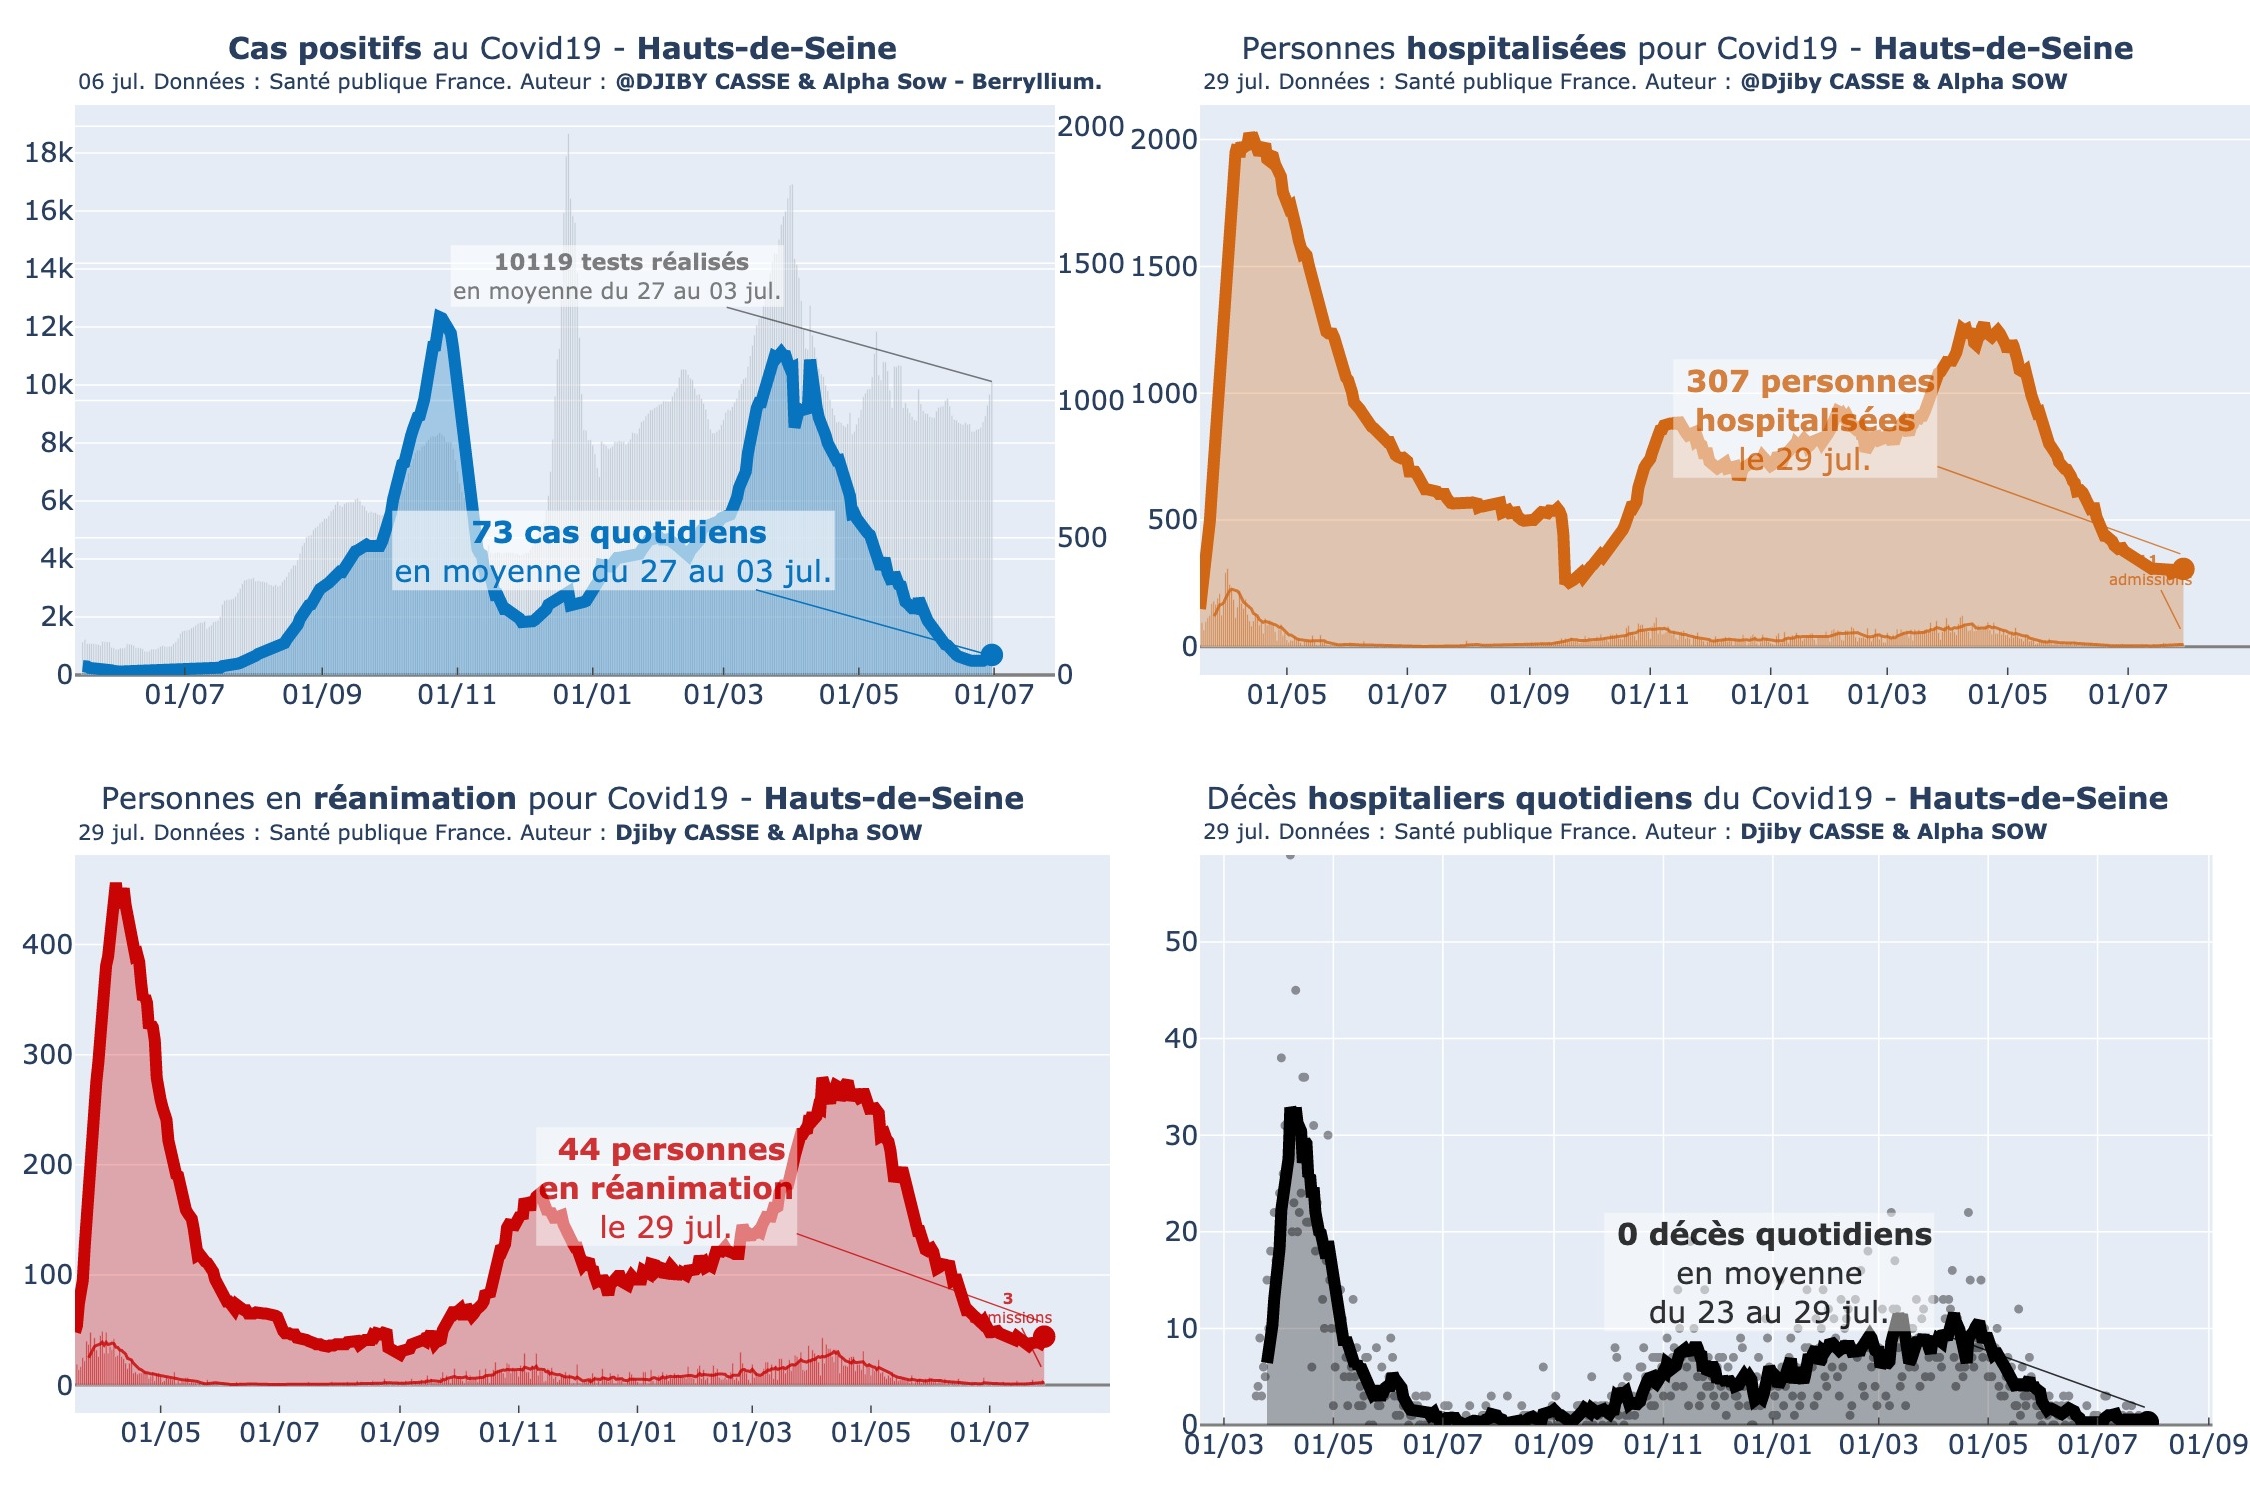 Cas positifs au Covid19 - Hauts-de-Seine
06 jul. Données : Santé publique France. Auteur : @DJIBY CASSE & Alpha Sow - Berryllium.
18k
16k
14k
12k
10k
8k
6k
4k
2k
0
2000
1500
1000
500
0
10119 tests réalisés
en moyenne du 27 au 03 jul.
73 cas quotidiens
en moyenne du 27 au 03 jul.
01/07 01/09 01/11 01/01 01/03 01/05 01/07
Personnes hospitalisées pour Covid19 - Hauts-de-Seine
29 jul. Données : Santé publique France. Auteur : @Djiby CASSE & Alpha SOW
2000
1500
1000
500
0
307 personnes
hospitalisées
le 29 jul.
admissions
01/05 01/07 01/09 01/11 01/01 01/03 01/05 01/07
Personnes en réanimation pour Covid19 - Hauts-de-Seine
29 jul. Données : Santé publique France. Auteur : Djiby CASSE & Alpha SOW
400
300
200
100
0
44 personnes
en réanimation
le 29 jul.
3
missions
01/05 01/07 01/09 01/11 01/01 01/03 01/05 01/07
Décès hospitaliers quotidiens du Covid19 - Hauts-de-Seine
29 jul. Données : Santé publique France. Auteur : Djiby CASSE & Alpha SOW
50
40
30
20
10
0
0 décès quotidiens
en moyenne
du 23 au 29 jul.
01/03 01/05 01/07 01/09 01/11 01/01 01/03 01/05 01/07 01/09